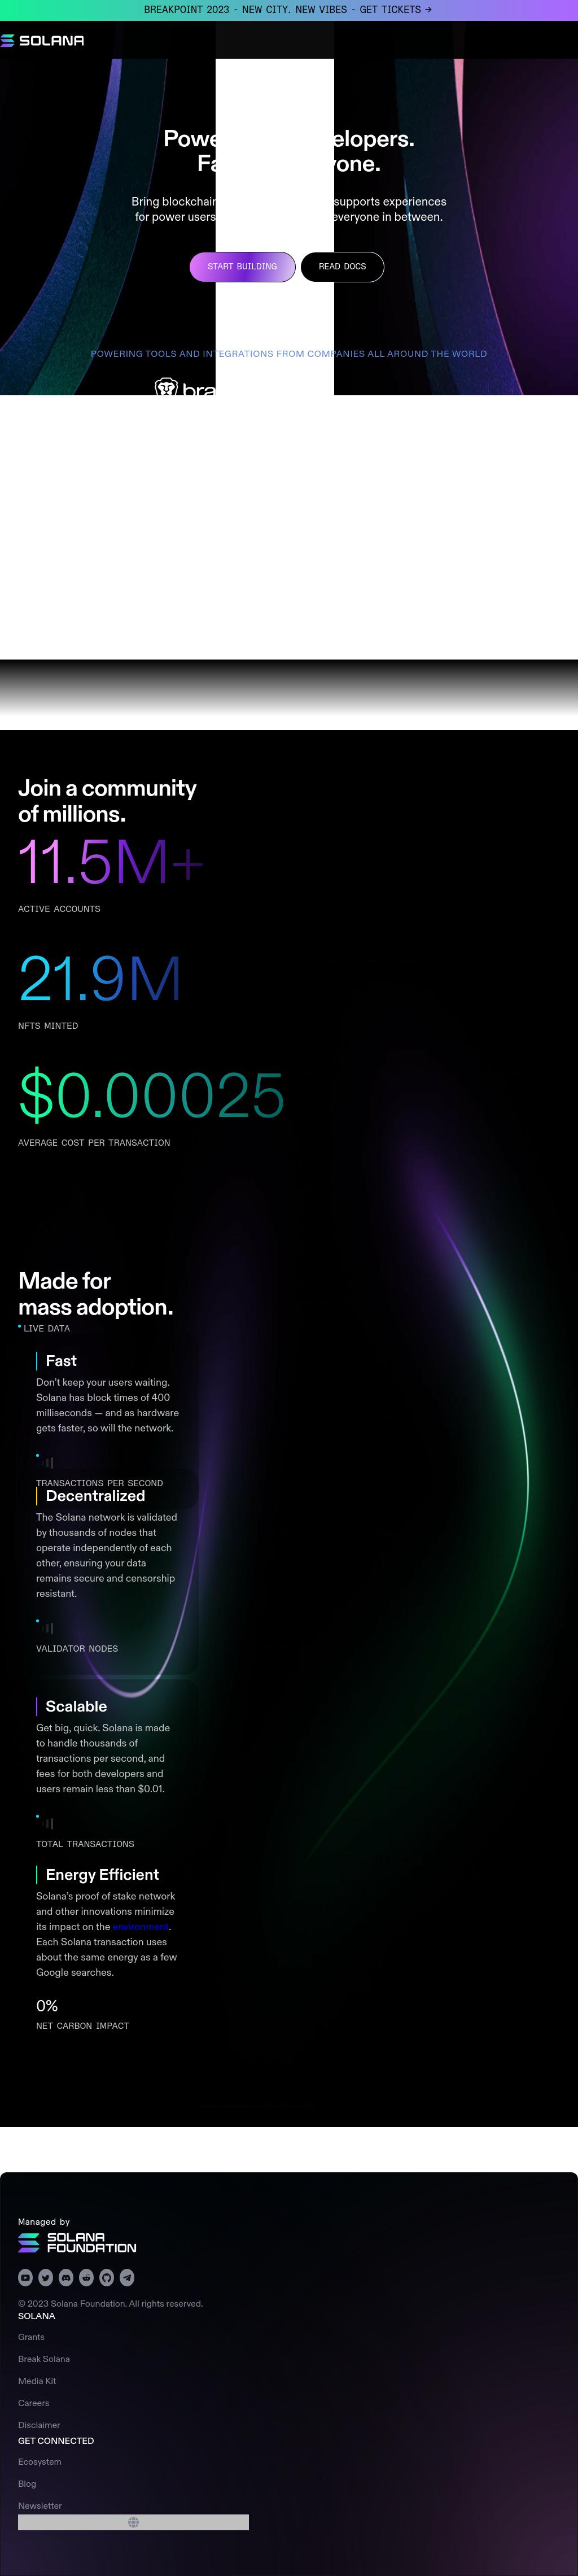 BREAKPOINT 2023 - NEW CITY. NEW VIBES - GET TICKETS →
SOLANA
Powe elopers.
Fa yone.
Bring blockchain supports experiences
for power users everyone in between.
START BUILDING
READ DOCS
POWERING TOOLS AND INTEGRATIONS FROM COMPANIES ALL AROUND THE WORLD
bra
Join a community
of millions.
11.5M+
ACTIVE ACCOUNTS
21.9M
NFTS MINTED
$0.00025
AVERAGE COST PER TRANSACTION
Made for
mass adoption.
LIVE DATA
Fast
Don't keep your users waiting.
Solana has block times of 400
milliseconds — and as hardware
gets faster, so will the network.
TRANSACTIONS PER SECOND
Decentralized
The Solana network is validated
by thousands of nodes that
operate independently of each
other, ensuring your data
remains secure and censorship
resistant.
VALIDATOR NODES
Scalable
Get big, quick. Solana is made
to handle thousands of
transactions per second, and
fees for both developers and
users remain less than $0.01.
TOTAL TRANSACTIONS
Energy Efficient
Solana's proof of stake network
and other innovations minimize
its impact on the environment.
Each Solana transaction uses
about the same energy as a few
Google searches.
0%
NET CARBON IMPACT
Managed by
SOLANA
FOUNDATION
© 2023 Solana Foundation. All rights reserved.
SOLANA
Grants
Break Solana
Media Kit
Careers
Disclaimer
GET CONNECTED
Ecosystem
Blog
Newsletter